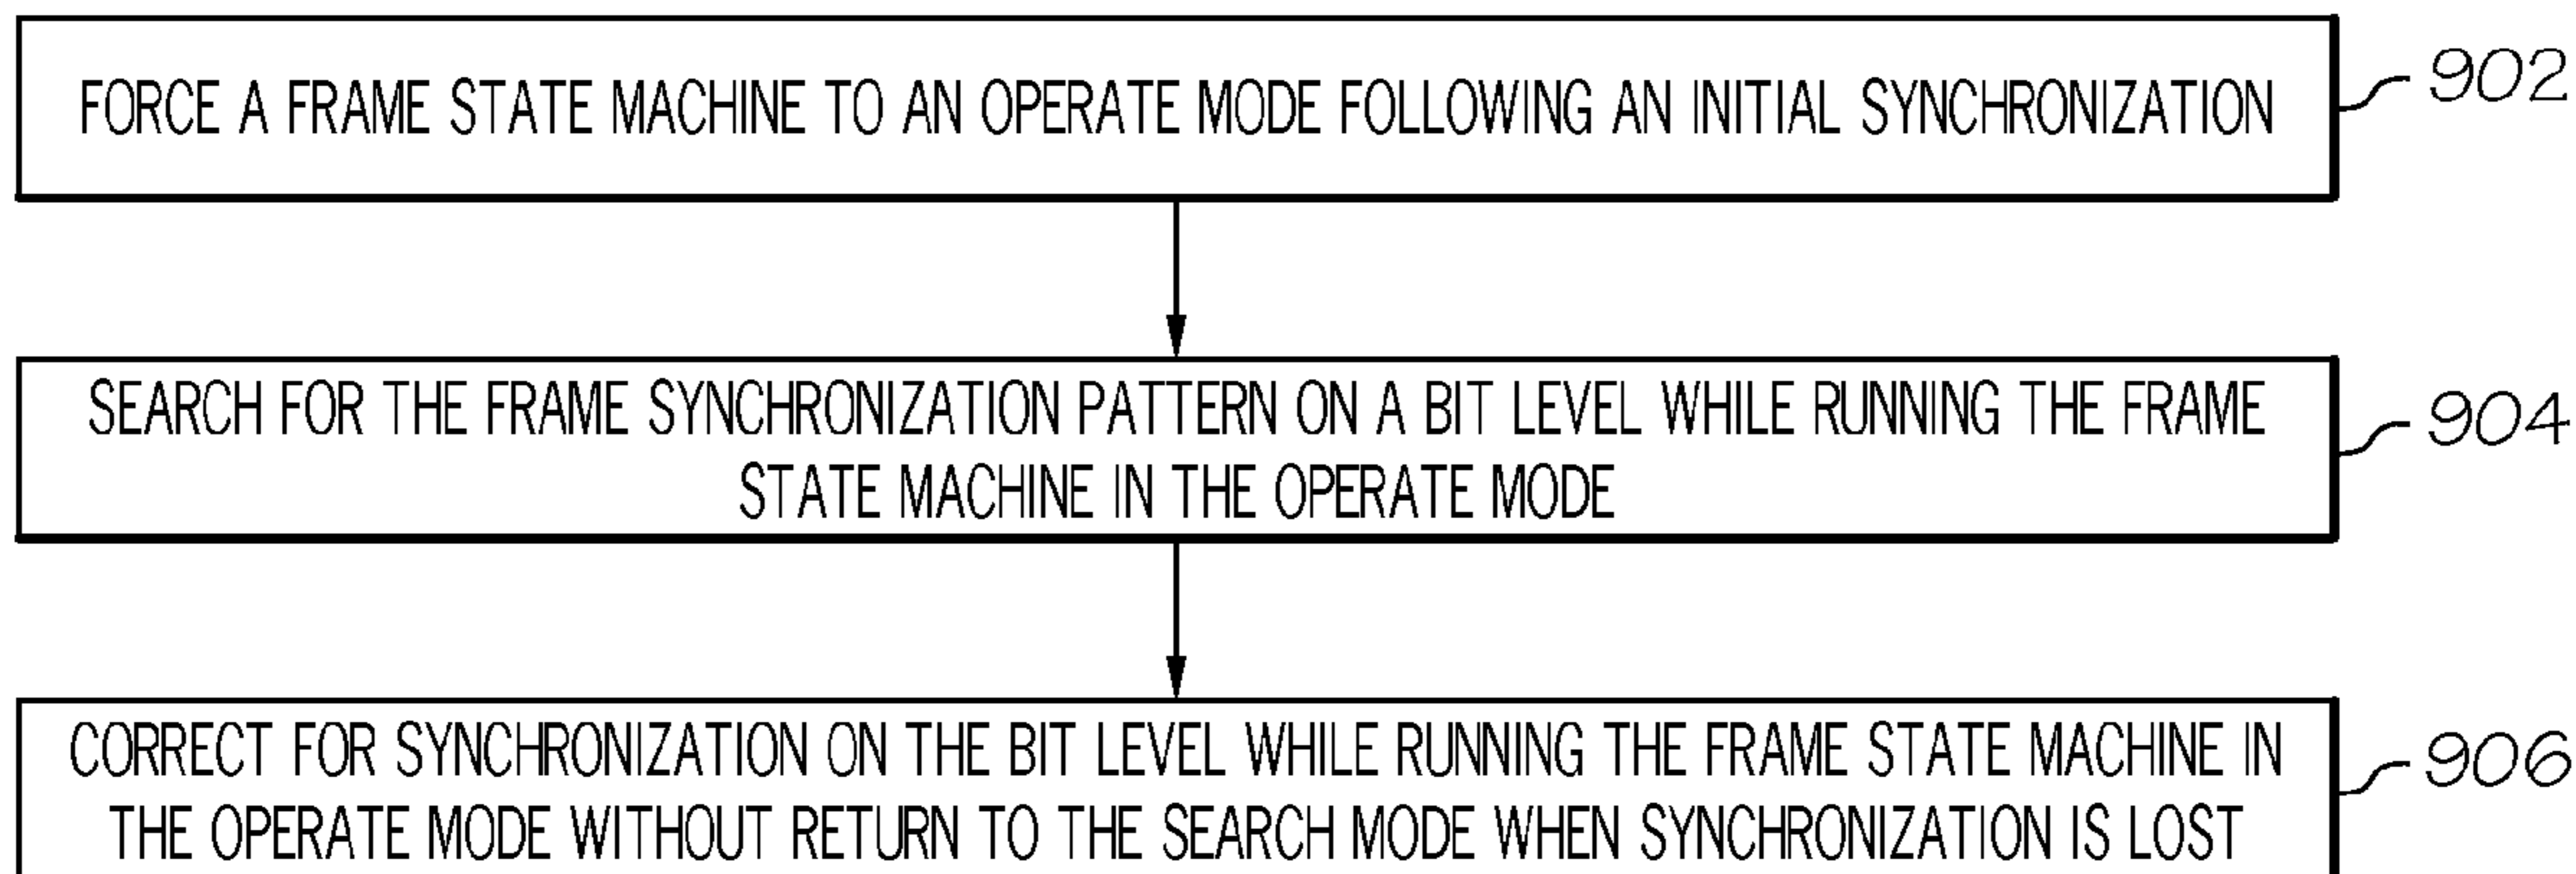 FORCE A FRAME STATE MACHINE TO AN OPERATE MODE FOLLOWING AN INITIAL SYNCHRONIZATION
902
SEARCH FOR THE FRAME SYNCHRONIZATION PATTERN ON A BIT LEVEL WHILE RUNNING THE FRAME
STATE MACHINE IN THE OPERATE MODE
904
CORRECT FOR SYNCHRONIZATION ON THE BIT LEVEL WHILE RUNNING THE FRAME STATE MACHINE IN
THE OPERATE MODE WITHOUT RETURN TO THE SEARCH MODE WHEN SYNCHRONIZATION IS LOST
906